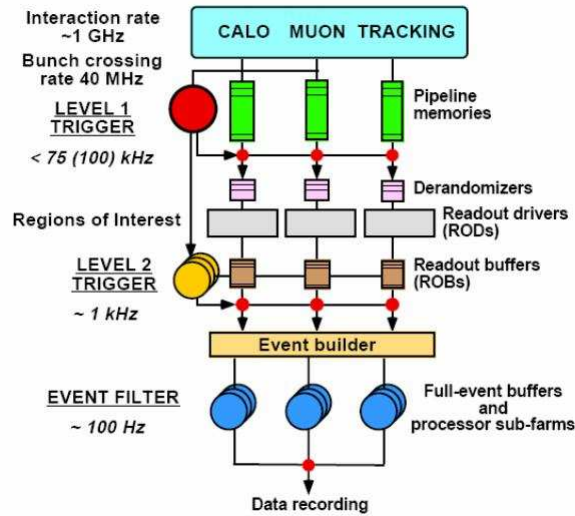 Interaction rate
~1 GHz
CALO MUON TRACKING
Bunch crossing
rate 40 MHz
LEVEL 1
TRIGGER
< 75 (100) kHz
Pipeline
memories
Derandomizers
Regions of Interest
Readout drivers
(RODs)
LEVEL 2
TRIGGER
~ 1 kHz
Readout buffers
(ROBs)
Event builder
EVENT FILTER
~ 100 Hz
Full-event buffers
and
processor sub-farms
Data recording